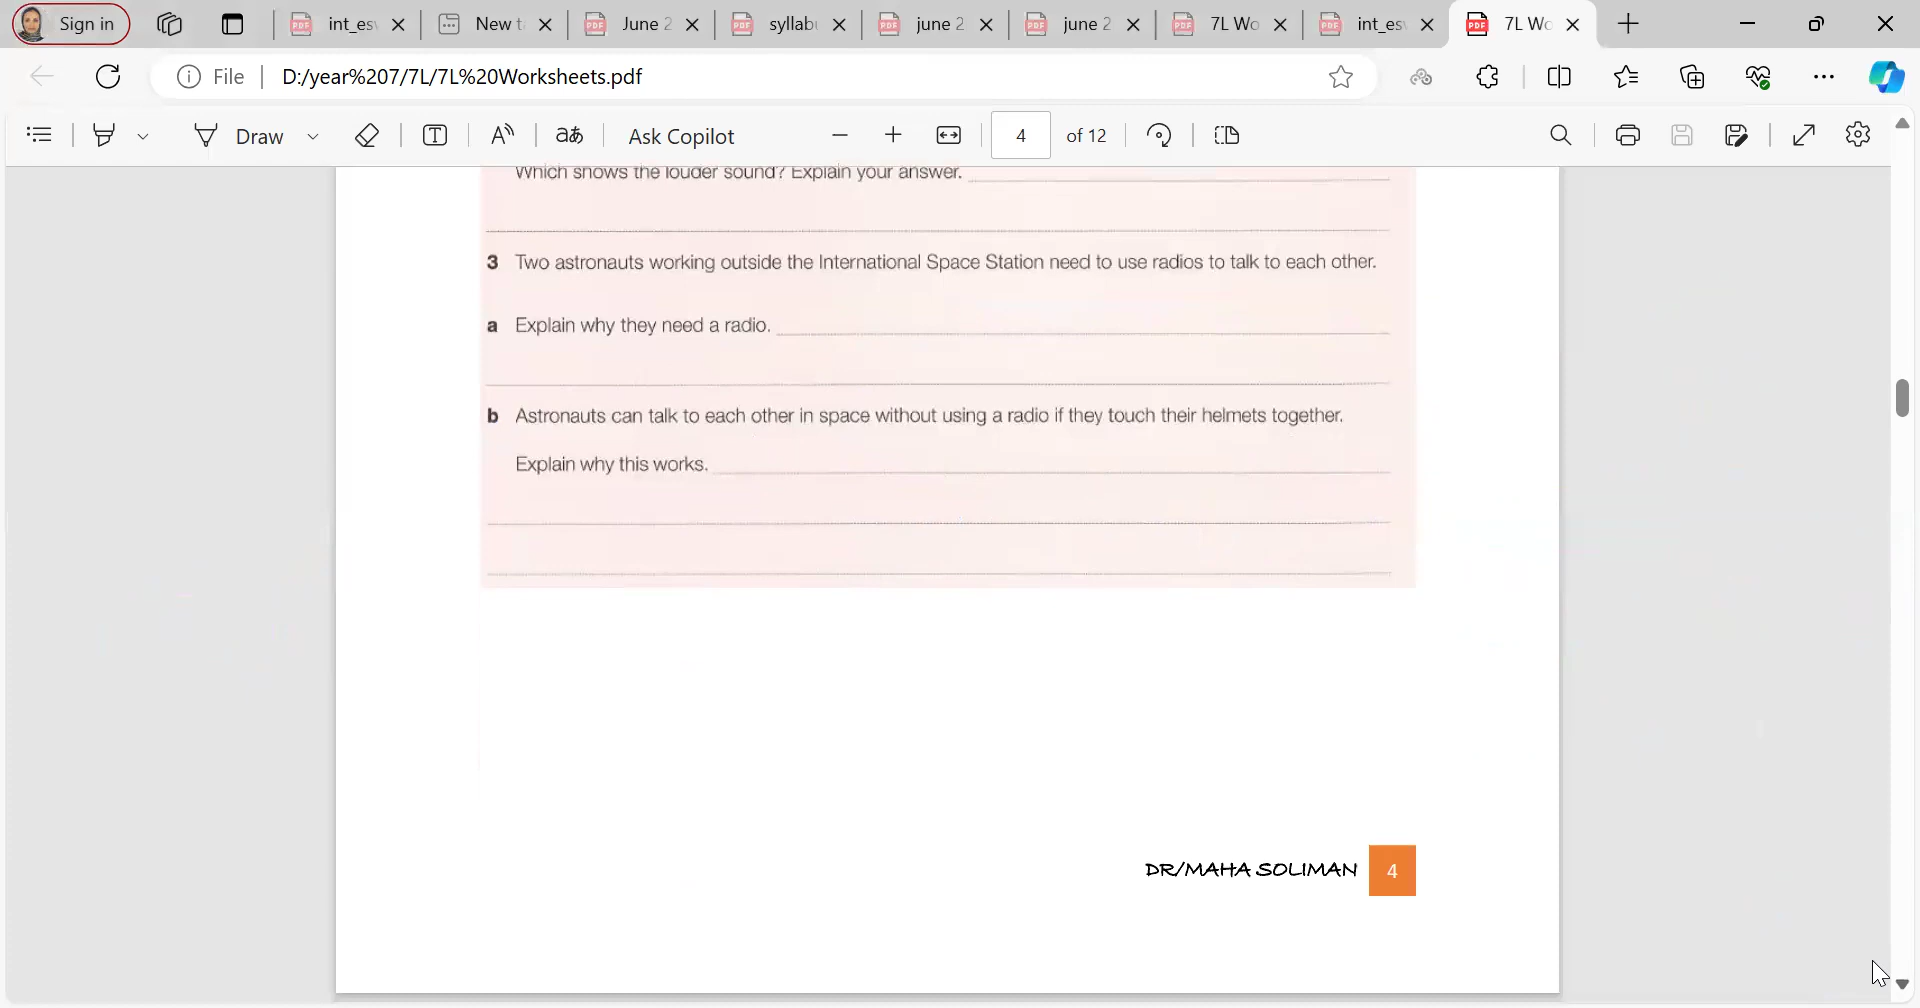 Sign in
int_es
New t
June 2
syllab
june 2
june 2
7L Wo
int_es
7L Wo
File
D:/year%207/7L/7L%20Worksheets.pdf
Draw
aあ
Ask Copilot
4
of 12
Which shows the louder sound? Explain your answer.
3 Two astronauts working outside the International Space Station need to use radios to talk to each other.
a Explain why they need a radio.
b Astronauts can talk to each other in space without using a radio if they touch their helmets together.
Explain why this works.
DR/MAHA SOLIMAN 4